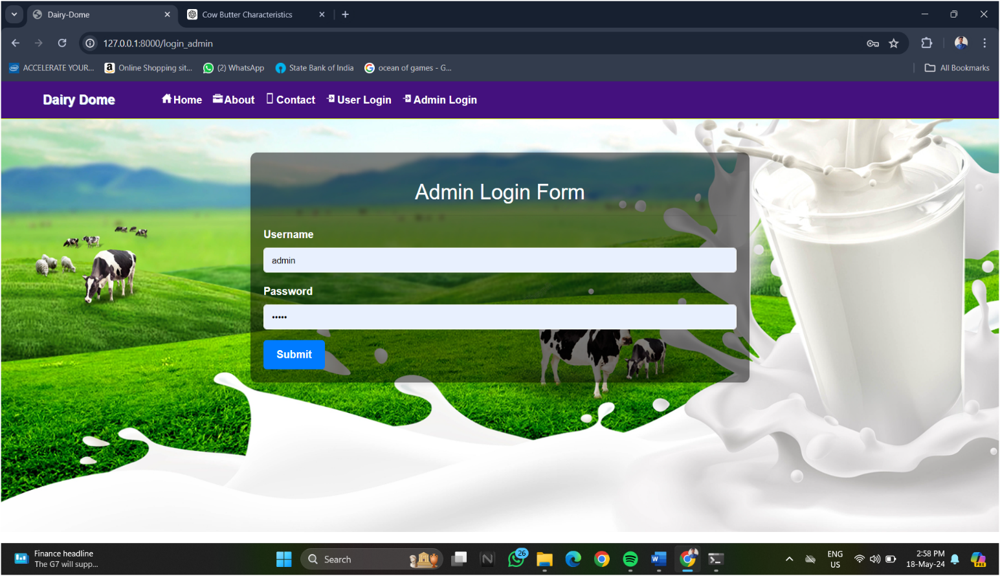 Dairy-Dome
Cow Butter Characteristics
127.0.0.1:8000/login_admin
ACCELERATE YOUR...
Online Shopping sit...
(2) WhatsApp
State Bank of India
ocean of games - G...
All Bookmarks
Dairy Dome
Home
About
Contact
User Login
Admin Login
Admin Login Form
Username
admin
Password
•••••
Submit
Finance headline
The G7 will supp...
Search
26
ENG
US
2:58 PM
18-May-24
PRE